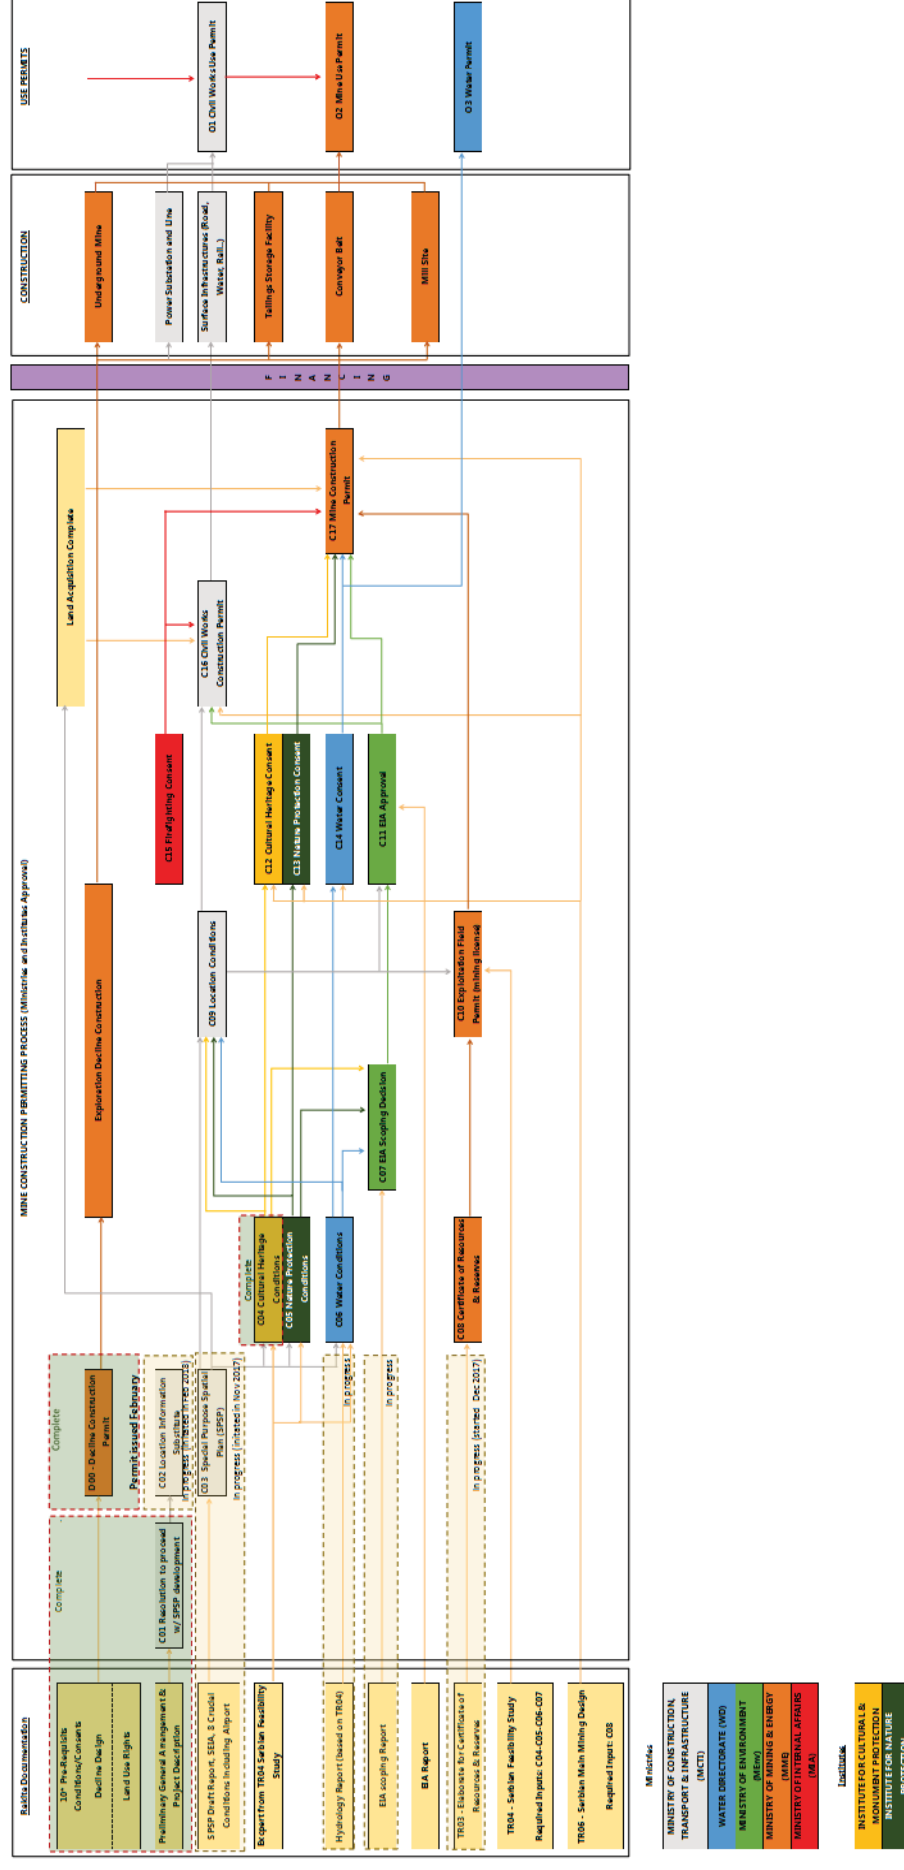 Rakita Documentation
10+ Pre-Requisits
Conditions/Consents
Decline Design
Land Use Rights
Preliminary General Arrangement &
Project Description
SPSP Draft Report, SEIA, 8 Crucial
Conditions including Airport
Excerpt from TR04 Serbian Feasibility
Study
Hydrology Report (based on TR04)
EIA scoping Report
EIA Report
TR03 - Elaborate for Certificate of
Resources & Reserves
TR04 - Serbian Feasibility Study
Required Inputs: C04-C05-C06-C07
TR06 - Serbian Main Mining Design
Required Input: C08
MINE CONSTRUCTION PERMITTING PROCESS (Ministries and Institutes Approval)
Complete
C01 Resolution to proceed
w/ SPSP development
Complete
D00 - Decline Construction
Permit
Permit issued February
C02 Location Information
Substitute
In progress (initated in Feb 2018)
C03 Special Purpose Spatial
Plan (SPSP)
In progress (initated in Nov 2017)
In progress
In progress
In progress (started Dec 2017)
Exploration Decline Construction
Complete
C04 Cultural Heritage
Conditions
C05 Nature Protection
Conditions
C06 Water Conditions
C07 EIA Scoping Decision
C08 Certificate of Resources
& Reserves
C09 Location Conditions
C10 Exploitation Field
Permit (mining license)
C15 Firefighting Consent
C12 Cultural Heritage Consent
C13 Nature Protection Consent
C14 Water Consent
C11 EIA Approval
Land Acquisition Complete
C16 Civil Works
Construction Permit
C17 Mine Construction
Permit
FINANCING
CONSTRUCTION
Underground Mine
Power Substation and Line
Surface Infrastructures (Road,
Water, Rail..)
Tailings Storage Facility
Conveyor Belt
Mill Site
USE PERMITS
O1 Civil Works Use Permit
O2 Mine Use Permit
O3 Water Permit
Ministries
MINISTRY OF CONSTRUCTION,
TRANSPORT & INFRASTRUCTURE
(MCTI)
WATER DIRECTORATE (WD)
MINISTRY OF ENVIRONMENT
(MEnv)
MINISTRY OF MINING & ENERGY
(MME)
MINISTRY OF INTERNAL AFFAIRS
(MIA)
Institutes
INSTITUTE FOR CULTURAL &
MONUMENT PROTECTION
INSTITUTE FOR NATURE